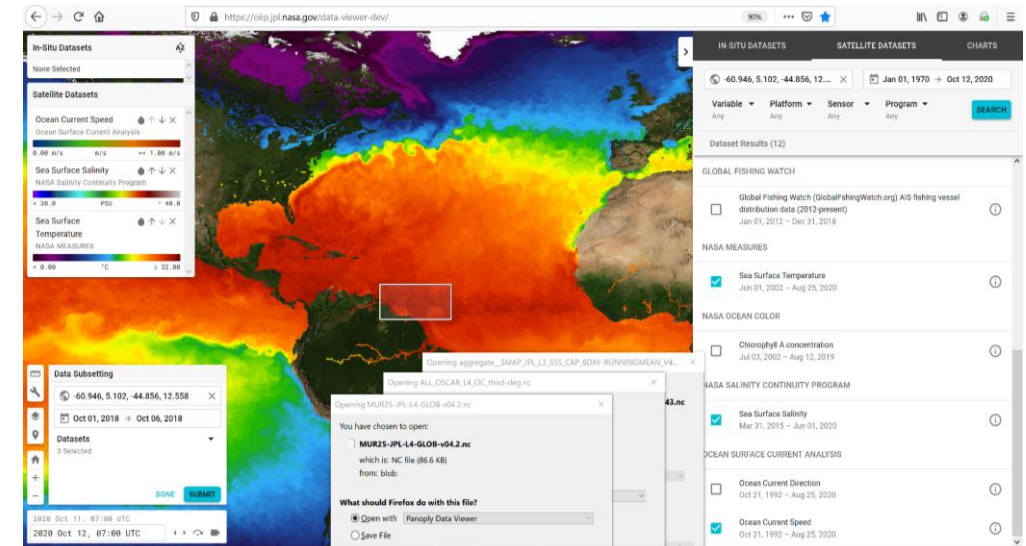 https://oiip.jpl.nasa.gov/data-viewer-dev/
90%
In-Situ Datasets
None Selected
Satellite Datasets
Ocean Current Speed
Ocean Surface Current Analysis
0.00 m/s m/s >= 1.80 m/s
Sea Surface Salinity
NASA Salinity Continuity Program
< 30.0 PSU > 40.0
Sea Surface
Temperature
NASA MEASURES
< 0.00 °C ≥ 32.00
Data Subsetting
-60.946, 5.102, -44.856, 12.558
Oct 01, 2018 → Oct 06, 2018
Datasets
3 Selected
DONE SUBMIT
2020 Oct 11, 07:00 UTC
2020 Oct 12, 07:00 UTC
Opening aggregate__SMAP_JPL_L3_SSS_CAP_8DAY-RUNNINGMEAN_V4...
43.nc
Opening ALL_OSCAR_L4_OC_third-deg.nc
Opening MUR25-JPL-L4-GLOB-v04.2.nc
You have chosen to open:
MUR25-JPL-L4-GLOB-v04.2.nc
which is: NC file (86.6 KB)
from: blob:
What should Firefox do with this file?
Open with Panoply Data Viewer
Save File
IN-SITU DATASETS SATELLITE DATASETS CHARTS
-60.946, 5.102, -44.856, 12....
Jan 01, 1970 → Oct 12, 2020
Variable Platform Sensor Program
Any Any Any Any
SEARCH
Dataset Results (12)
GLOBAL FISHING WATCH
Global Fishing Watch (GlobalFshingWatch.org) AIS fishing vessel
distribution data (2012-present)
Jan 01, 2012 – Dec 31, 2018
NASA MEASURES
Sea Surface Temperature
Jun 01, 2002 – Aug 25, 2020
NASA OCEAN COLOR
Chlorophyll A concentration
Jul 03, 2002 – Aug 12, 2019
NASA SALINITY CONTINUITY PROGRAM
Sea Surface Salinity
Mar 31, 2015 – Jun 01, 2020
OCEAN SURFACE CURRENT ANALYSIS
Ocean Current Direction
Oct 21, 1992 – Aug 25, 2020
Ocean Current Speed
Oct 21, 1992 – Aug 25, 2020